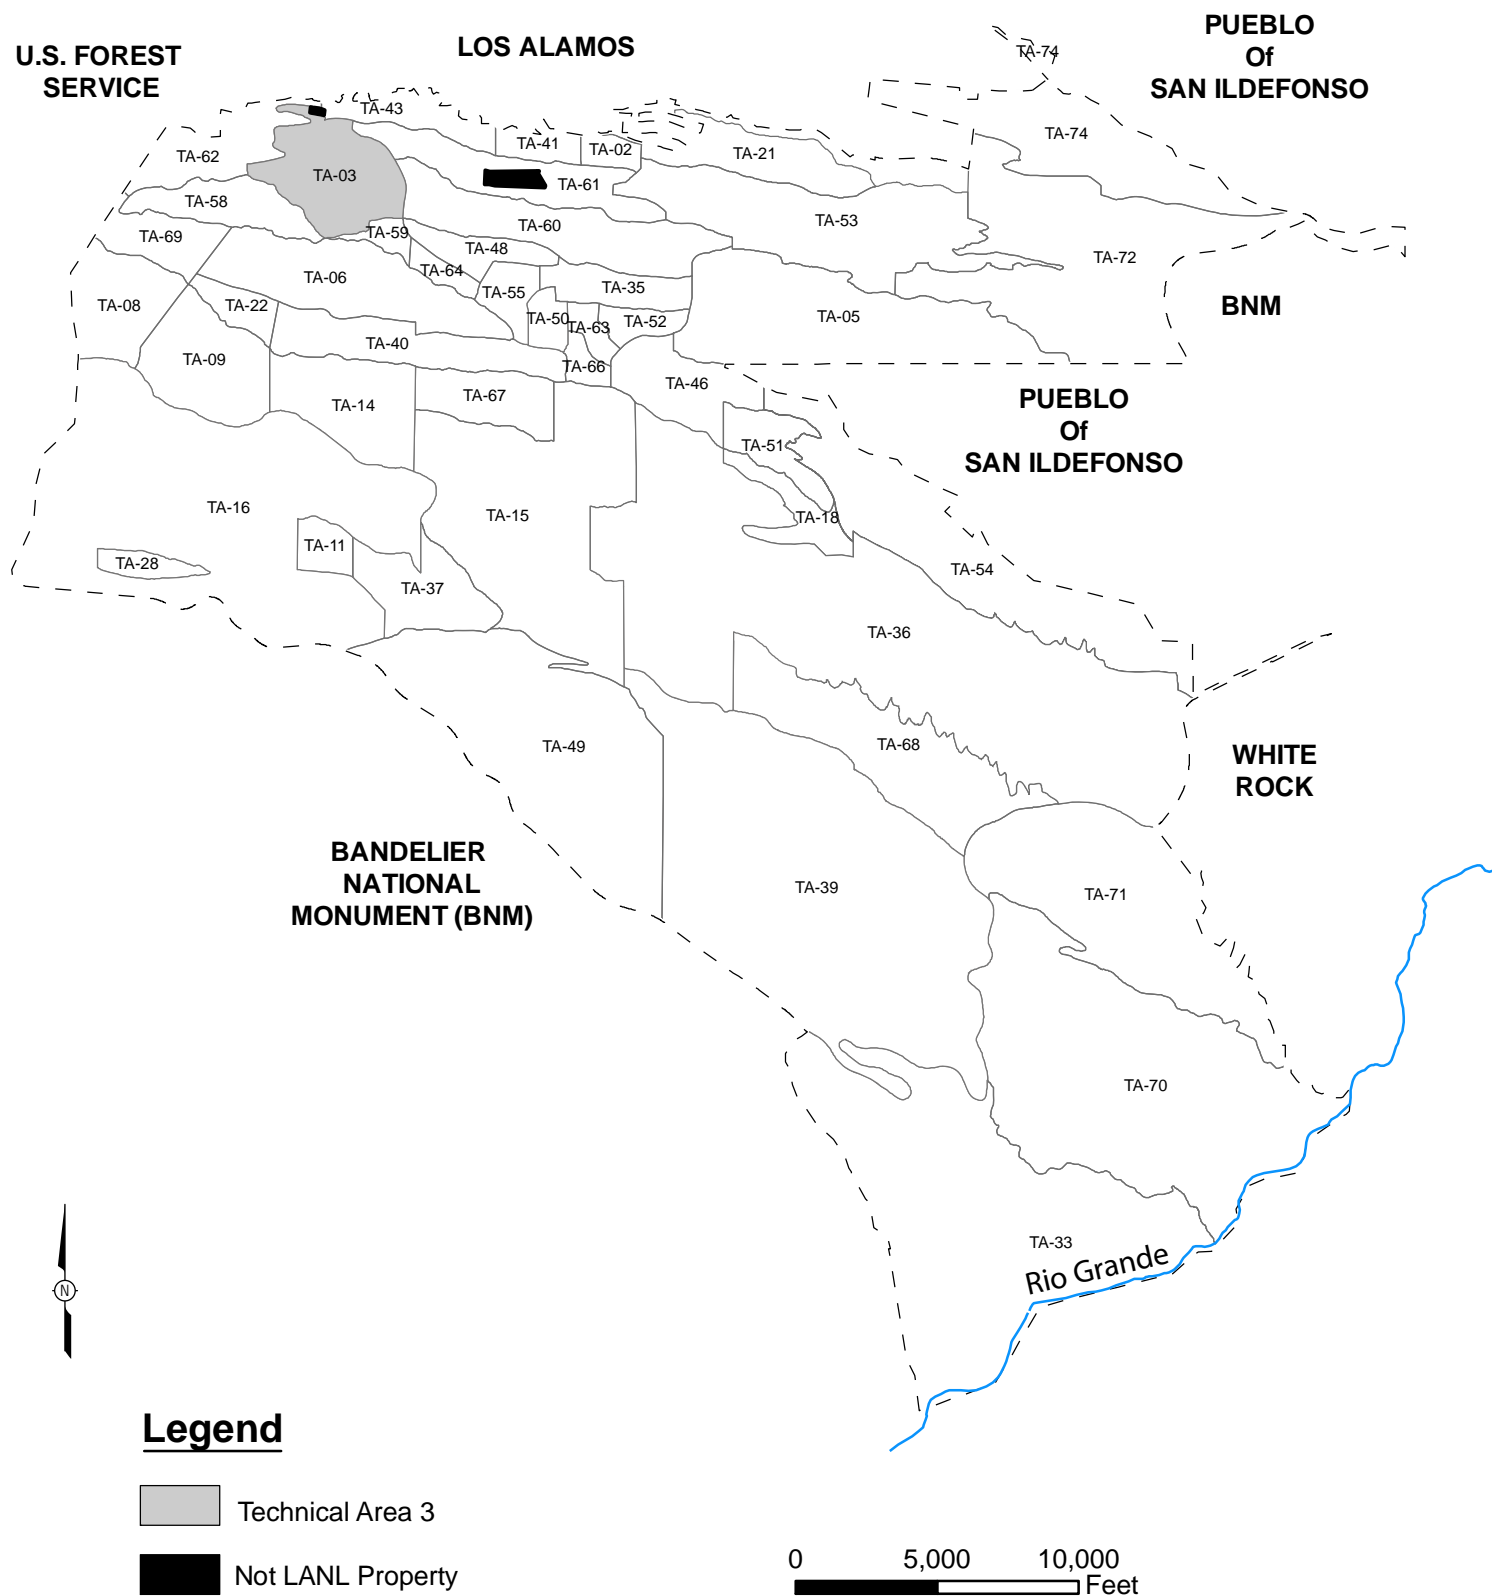 PUEBLO
Of
SAN ILDEFONSO
LOS ALAMOS
U.S. FOREST
SERVICE
TA-74
TA-43
TA-74
TA-41
TA-02
TA-21
TA-62
TA-03
TA-61
TA-58
TA-60
TA-53
TA-59
TA-69
TA-48
TA-72
TA-64
TA-06
TA-55
TA-35
TA-08
TA-22
TA-50
TA-63
TA-52
TA-05
BNM
TA-40
TA-09
TA-66
TA-46
TA-67
TA-14
PUEBLO
Of
SAN ILDEFONSO
TA-51
TA-16
TA-15
TA-18
TA-11
TA-28
TA-54
TA-37
TA-36
TA-49
TA-68
WHITE
ROCK
BANDELIER
NATIONAL
MONUMENT (BNM)
TA-39
TA-71
TA-70
TA-33
Rio Grande
N
Legend
Technical Area 3
Not LANL Property
0 5,000 10,000
Feet